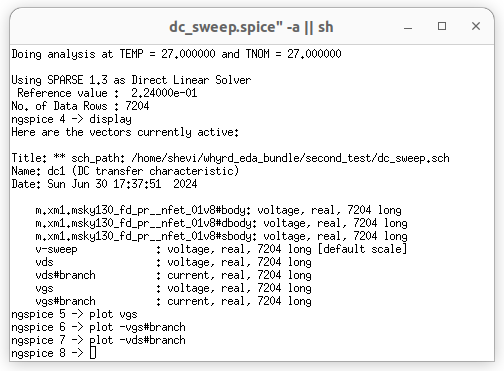 dc_sweep.spice" -a || sh
Doing analysis at TEMP = 27.000000 and TNOM = 27.000000
Using SPARSE 1.3 as Direct Linear Solver
Reference value :  2.24000e-01
No. of Data Rows : 7204
ngspice 4 -> display
Here are the vectors currently active:
Title: ** sch_path: /home/shevi/whyrd_eda_bundle/second_test/dc_sweep.sch
Name: dc1 (DC transfer characteristic)
Date: Sun Jun 30 17:37:51  2024
m.xm1.msky130_fd_pr__nfet_01v8#body: voltage, real, 7204 long
m.xm1.msky130_fd_pr__nfet_01v8#dbody: voltage, real, 7204 long
m.xm1.msky130_fd_pr__nfet_01v8#sbody: voltage, real, 7204 long
v-sweep             : voltage, real, 7204 long [default scale]
vds                 : voltage, real, 7204 long
vds#branch          : current, real, 7204 long
vgs                 : voltage, real, 7204 long
vgs#branch          : current, real, 7204 long
ngspice 5 -> plot vgs
ngspice 6 -> plot -vgs#branch
ngspice 7 -> plot -vds#branch
ngspice 8 ->